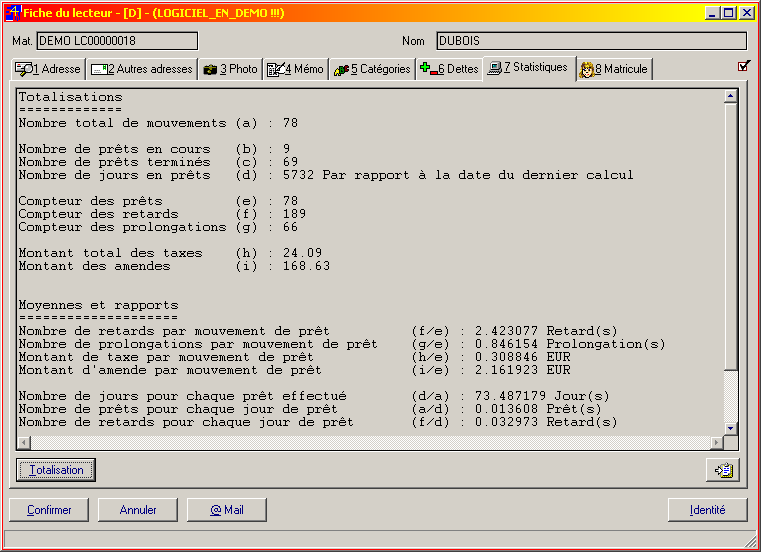 Fiche du lecteur - [D] - (LOGICIEL_EN_DEMO !!!)
Mat. DEMO LC00000018 Nom DUBOIS
1 Adresse 2 Autres adresses 3 Photo 4 Mémo 5 Catégories 6 Dettes 7 Statistiques 8 Matricule
Totalisations
=============
Nombre total de mouvements (a) : 78
Nombre de prêts en cours (b) : 9
Nombre de prêts terminés (c) : 69
Nombre de jours en prêts (d) : 5732 Par rapport à la date du dernier calcul
Compteur des prêts (e) : 78
Compteur des retards (f) : 189
Compteur des prolongations (g) : 66
Montant total des taxes (h) : 24.09
Montant des amendes (i) : 168.63
Moyennes et rapports
====================
Nombre de retards par mouvement de prêt (f/e) : 2.423077 Retard(s)
Nombre de prolongations par mouvement de prêt (g/e) : 0.846154 Prolongation(s)
Montant de taxe par mouvement de prêt (h/e) : 0.308846 EUR
Montant d'amende par mouvement de prêt (i/e) : 2.161923 EUR
Nombre de jours pour chaque prêt effectué (d/a) : 73.487179 Jour(s)
Nombre de prêts pour chaque jour de prêt (a/d) : 0.013608 Prêt(s)
Nombre de retards pour chaque jour de prêt (f/d) : 0.032973 Retard(s)
Totalisation
Confirmer Annuler @ Mail Identité